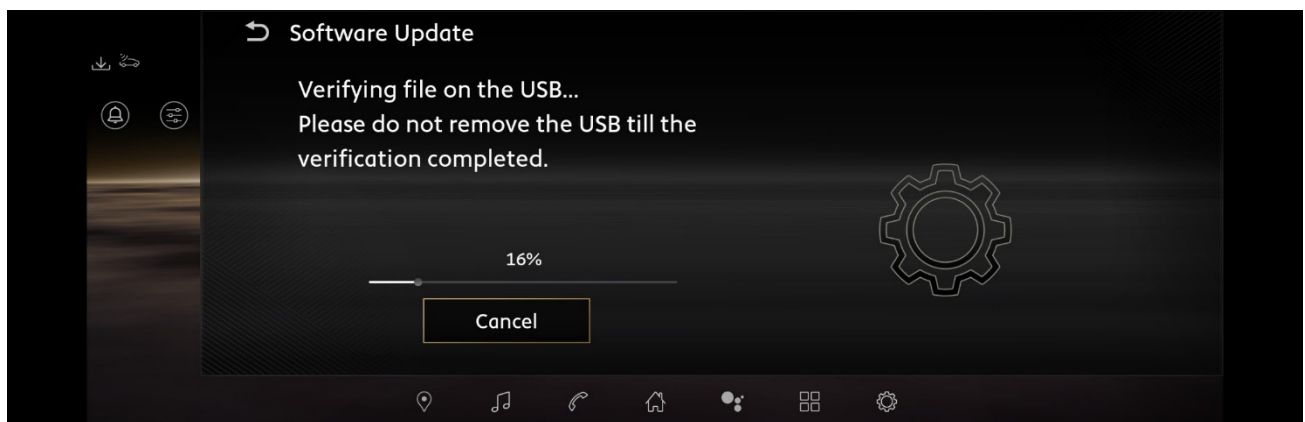 Software Update
Verifying file on the USB...
Please do not remove the USB till the
verification completed.
16%
Cancel